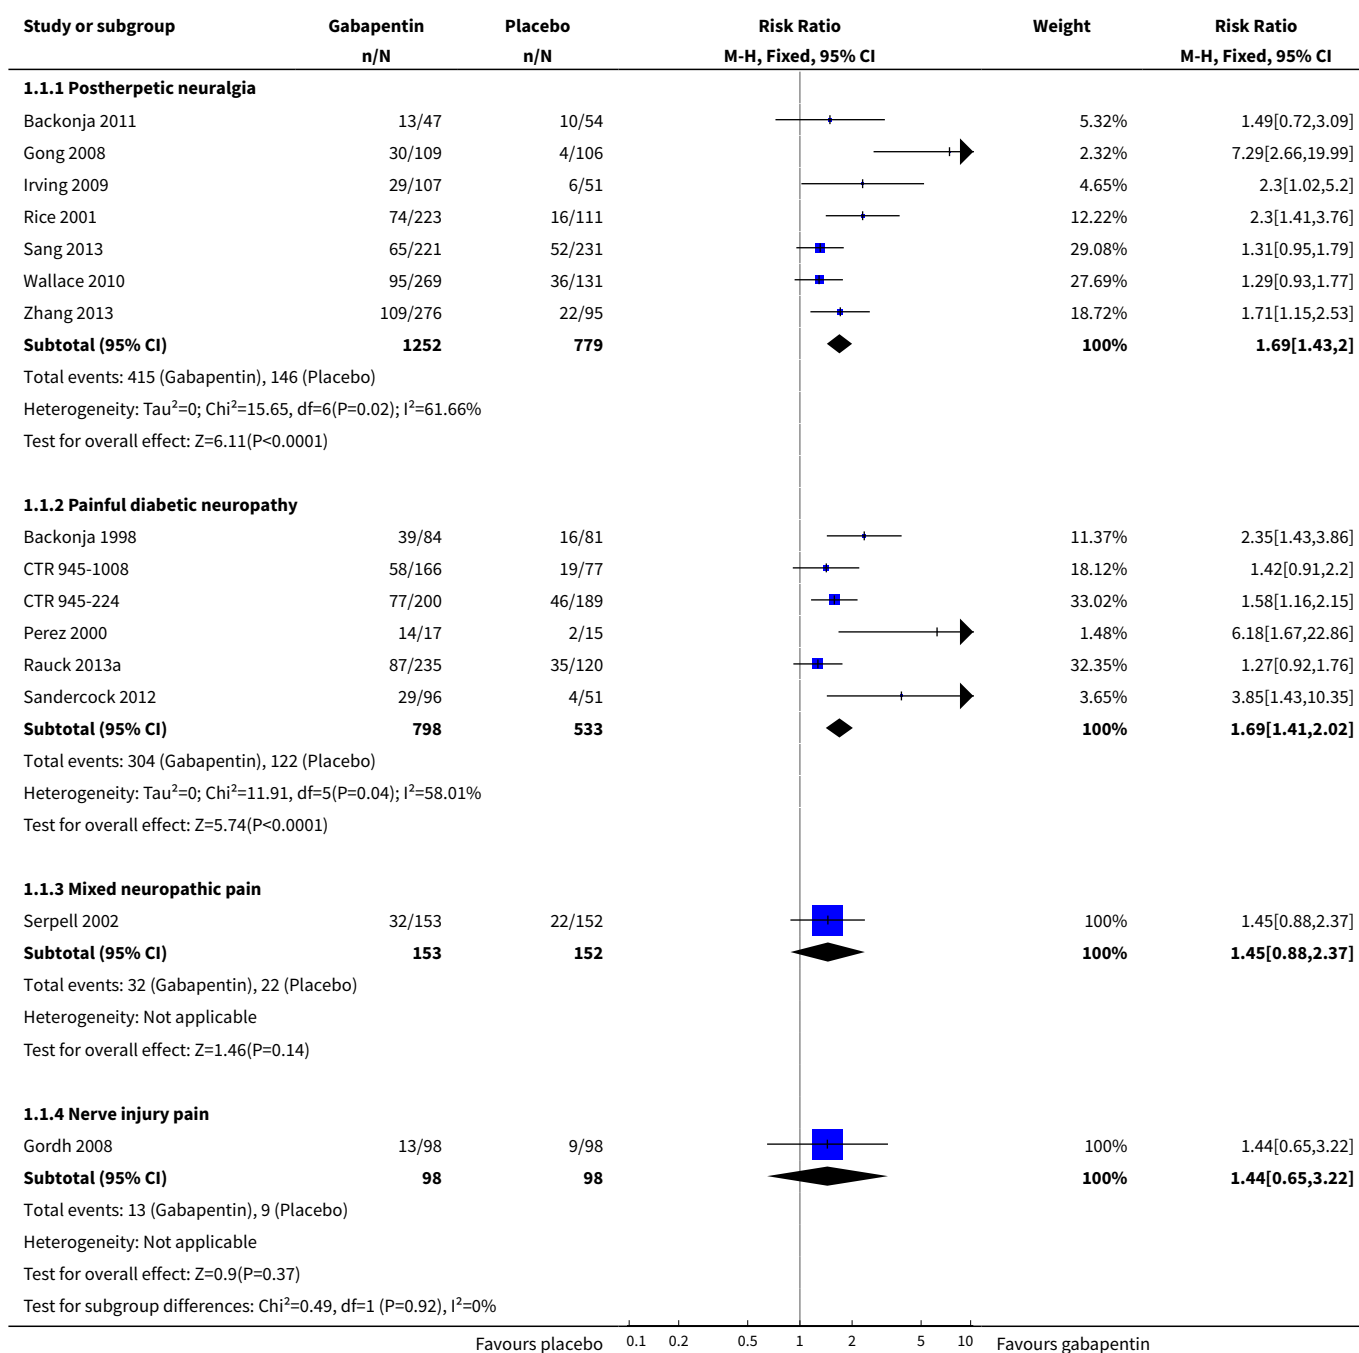 Study or subgroup Gabapentin Placebo Risk Ratio Weight Risk Ratio
n/N n/N M-H, Fixed, 95% CI M-H, Fixed, 95% CI
1.1.1 Postherpetic neuralgia
Backonja 2011 13/47 10/54 5.32% 1.49[0.72,3.09]
Gong 2008 30/109 4/106 2.32% 7.29[2.66,19.99]
Irving 2009 29/107 6/51 4.65% 2.3[1.02,5.2]
Rice 2001 74/223 16/111 12.22% 2.3[1.41,3.76]
Sang 2013 65/221 52/231 29.08% 1.31[0.95,1.79]
Wallace 2010 95/269 36/131 27.69% 1.29[0.93,1.77]
Zhang 2013 109/276 22/95 18.72% 1.71[1.15,2.53]
Subtotal (95% CI) 1252 779 100% 1.69[1.43,2]
Total events: 415 (Gabapentin), 146 (Placebo)
Heterogeneity: Tau²=0; Chi²=15.65, df=6(P=0.02); I²=61.66%
Test for overall effect: Z=6.11(P<0.0001)
1.1.2 Painful diabetic neuropathy
Backonja 1998 39/84 16/81 11.37% 2.35[1.43,3.86]
CTR 945-1008 58/166 19/77 18.12% 1.42[0.91,2.2]
CTR 945-224 77/200 46/189 33.02% 1.58[1.16,2.15]
Perez 2000 14/17 2/15 1.48% 6.18[1.67,22.86]
Rauck 2013a 87/235 35/120 32.35% 1.27[0.92,1.76]
Sandercock 2012 29/96 4/51 3.65% 3.85[1.43,10.35]
Subtotal (95% CI) 798 533 100% 1.69[1.41,2.02]
Total events: 304 (Gabapentin), 122 (Placebo)
Heterogeneity: Tau²=0; Chi²=11.91, df=5(P=0.04); I²=58.01%
Test for overall effect: Z=5.74(P<0.0001)
1.1.3 Mixed neuropathic pain
Serpell 2002 32/153 22/152 100% 1.45[0.88,2.37]
Subtotal (95% CI) 153 152 100% 1.45[0.88,2.37]
Total events: 32 (Gabapentin), 22 (Placebo)
Heterogeneity: Not applicable
Test for overall effect: Z=1.46(P=0.14)
1.1.4 Nerve injury pain
Gordh 2008 13/98 9/98 100% 1.44[0.65,3.22]
Subtotal (95% CI) 98 98 100% 1.44[0.65,3.22]
Total events: 13 (Gabapentin), 9 (Placebo)
Heterogeneity: Not applicable
Test for overall effect: Z=0.9(P=0.37)
Test for subgroup differences: Chi²=0.49, df=1 (P=0.92), I²=0%
Favours placebo 0.1 0.2 0.5 1 2 5 10 Favours gabapentin